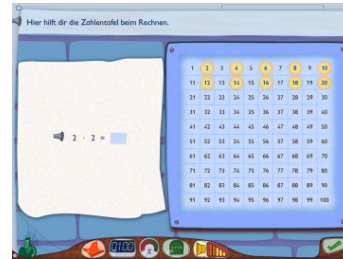 Hier hilft dir die Zahlentafel beim Rechnen.
2 · 2 =
1 2 3 4 5 6 7 8 9 10
11 12 13 14 15 16 17 18 19 20
21 22 23 24 25 26 27 28 29 30
31 32 33 34 35 36 37 38 39 40
41 42 43 44 45 46 47 48 49 50
51 52 53 54 55 56 57 58 59 60
61 62 63 64 65 66 67 68 69 70
71 72 73 74 75 76 77 78 79 80
81 82 83 84 85 86 87 88 89 90
91 92 93 94 95 96 97 98 99 100